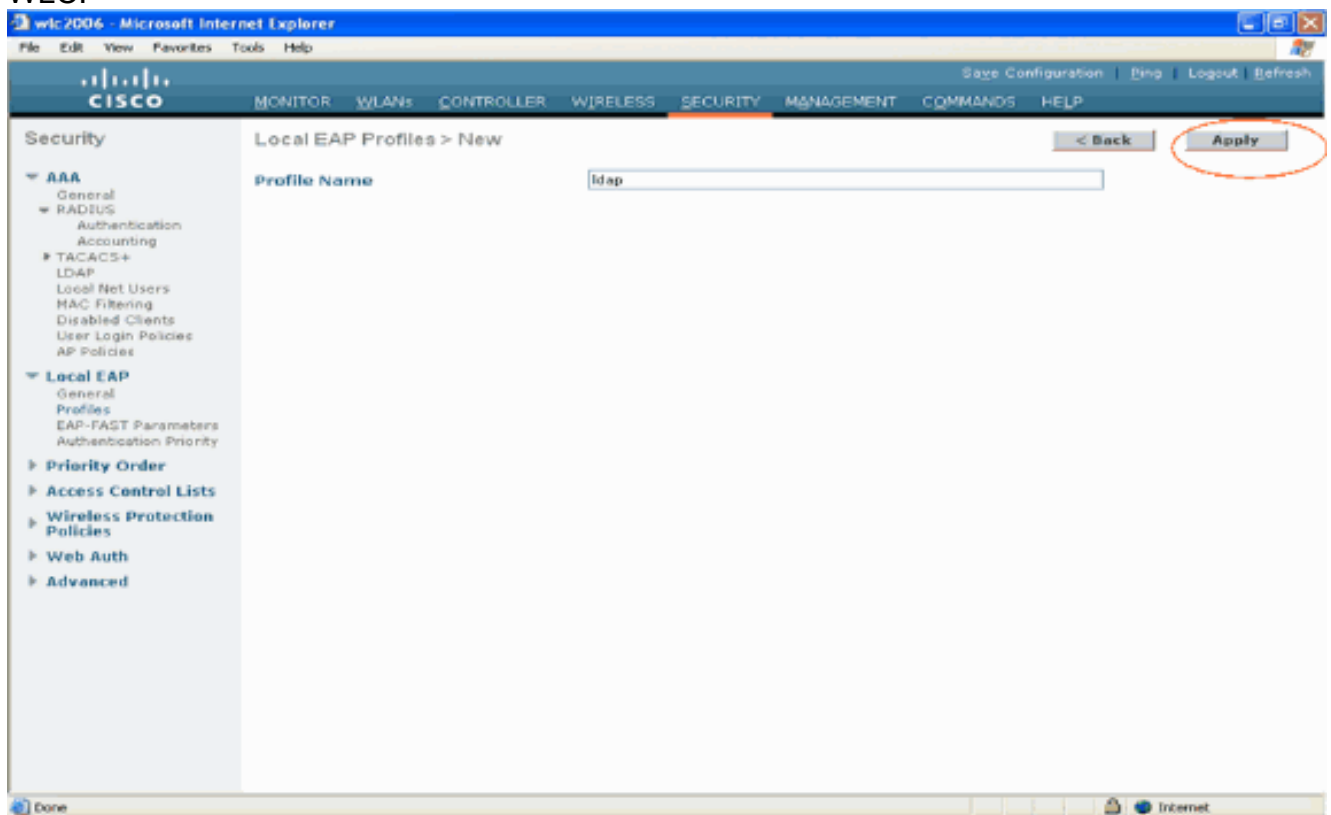 wlc2006 - Microsoft Internet Explorer
File Edit View Favorites Tools Help
Save Configuration | Ping | Logout | Refresh
CISCO
MONITOR WLANs CONTROLLER WIRELESS SECURITY MANAGEMENT COMMANDS HELP
Security
Local EAP Profiles > New
< Back
Apply
Profile Name
ldap
AAA
General
RADIUS
Authentication
Accounting
TACACS+
LDAP
Local Net Users
MAC Filtering
Disabled Clients
User Login Policies
AP Policies
Local EAP
General
Profiles
EAP-FAST Parameters
Authentication Priority
Priority Order
Access Control Lists
Wireless Protection
Policies
Web Auth
Advanced
Done
Internet